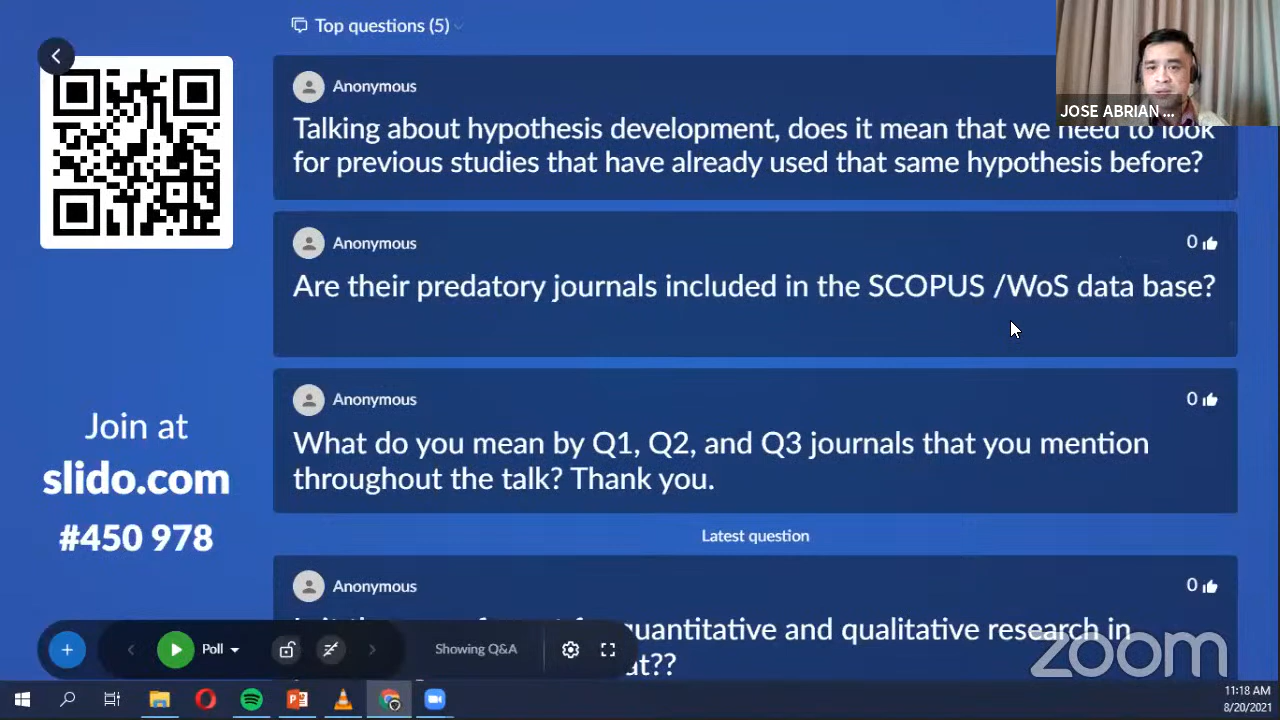 Top questions (5)
Anonymous
JOSE ABRIAN ...
Talking about hypothesis development, does it mean that we need to look
for previous studies that have already used that same hypothesis before?
Anonymous
0
Are their predatory journals included in the SCOPUS /WoS data base?
Anonymous
0
What do you mean by Q1, Q2, and Q3 journals that you mention
throughout the talk? Thank you.
Join at
slido.com
#450 978
Latest question
Anonymous
0
quantitative and qualitative research in
Poll
Showing Q&A
zoom
11:18 AM
8/20/2021